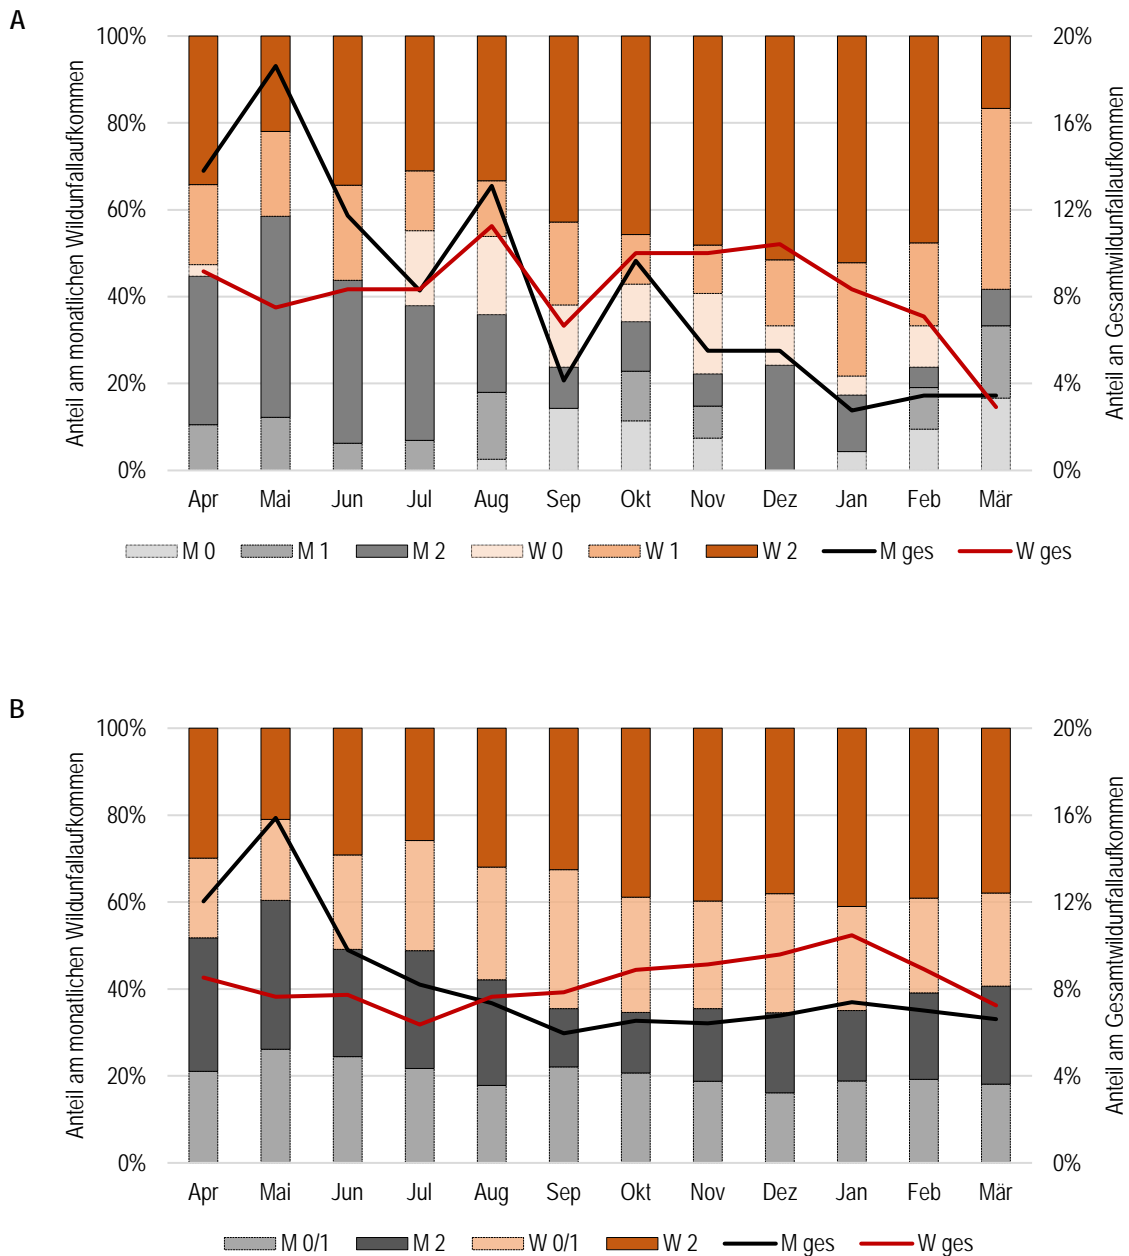 A
100%
80%
60%
40%
20%
0%
Anteil am monatlichen Wildunfallaufkommen
20%
16%
12%
8%
4%
0%
Anteil an Gesamtwildunfallaufkommen
Apr Mai Jun Jul Aug Sep Okt Nov Dez Jan Feb Mär
M 0 M 1 M 2 W 0 W 1 W 2 M ges W ges
B
100%
80%
60%
40%
20%
0%
Anteil am monatlichen Wildunfallaufkommen
20%
16%
12%
8%
4%
0%
Anteil am Gesamtwildunfallaufkommen
Apr Mai Jun Jul Aug Sep Okt Nov Dez Jan Feb Mär
M 0/1 M 2 W 0/1 W 2 M ges W ges